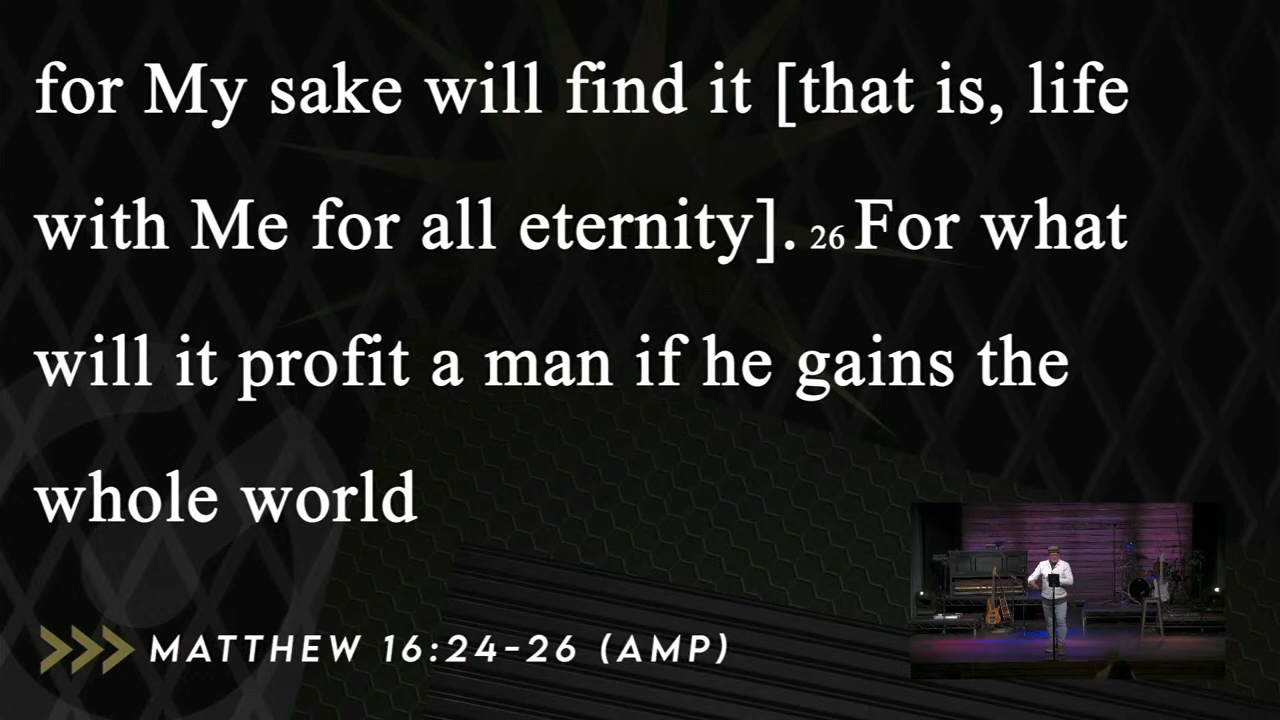 for My sake will find it [that is, life
with Me for all eternity]. 26 For what
will it profit a man if he gains the
whole world
MATTHEW 16:24-26 (AMP)